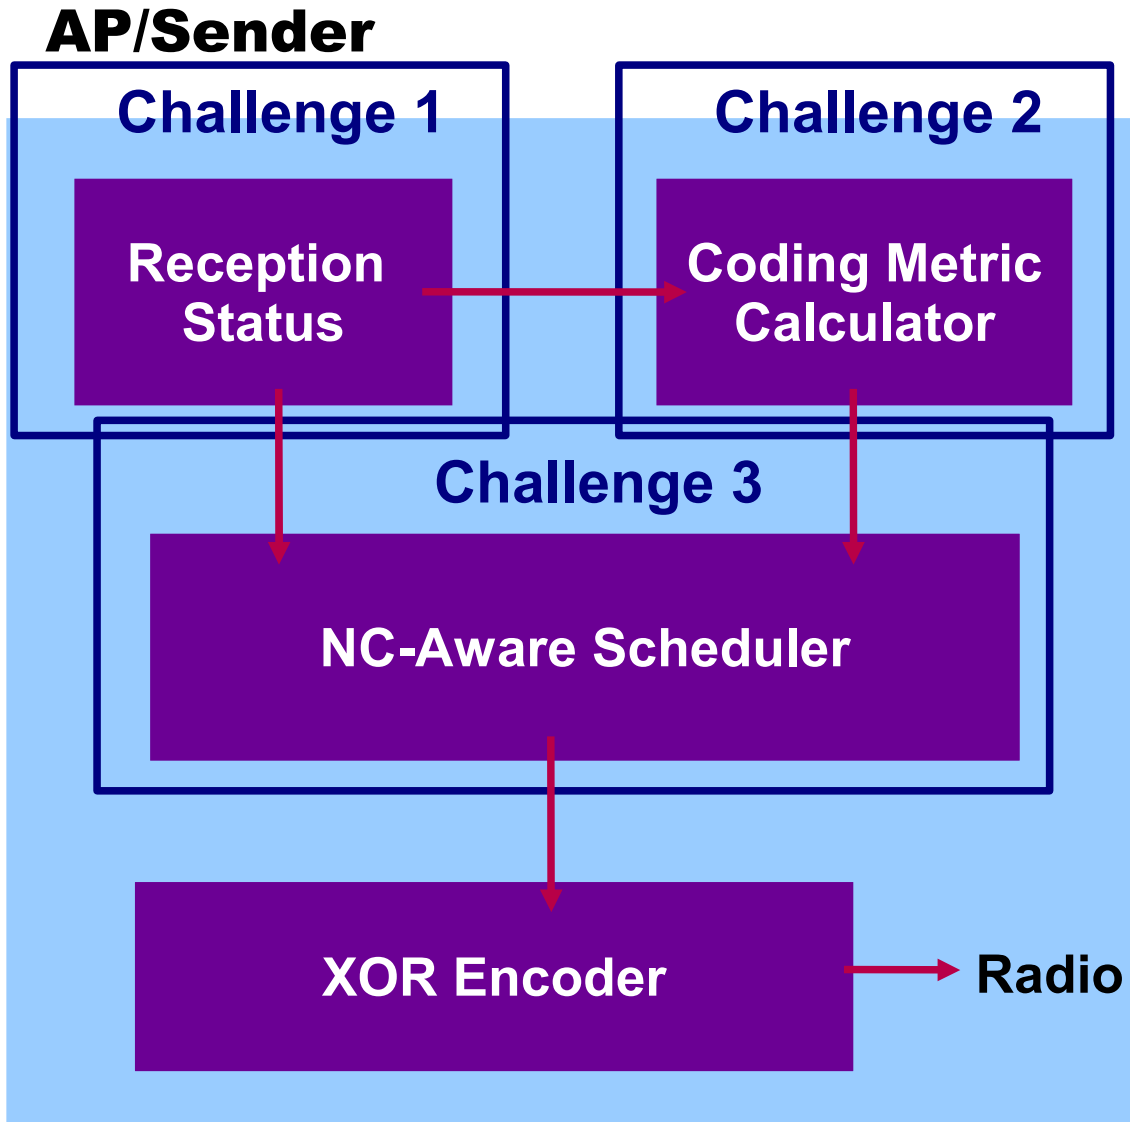 AP/Sender
Challenge 1
Challenge 2
Reception
Status
Coding Metric
Calculator
Challenge 3
NC-Aware Scheduler
XOR Encoder
Radio